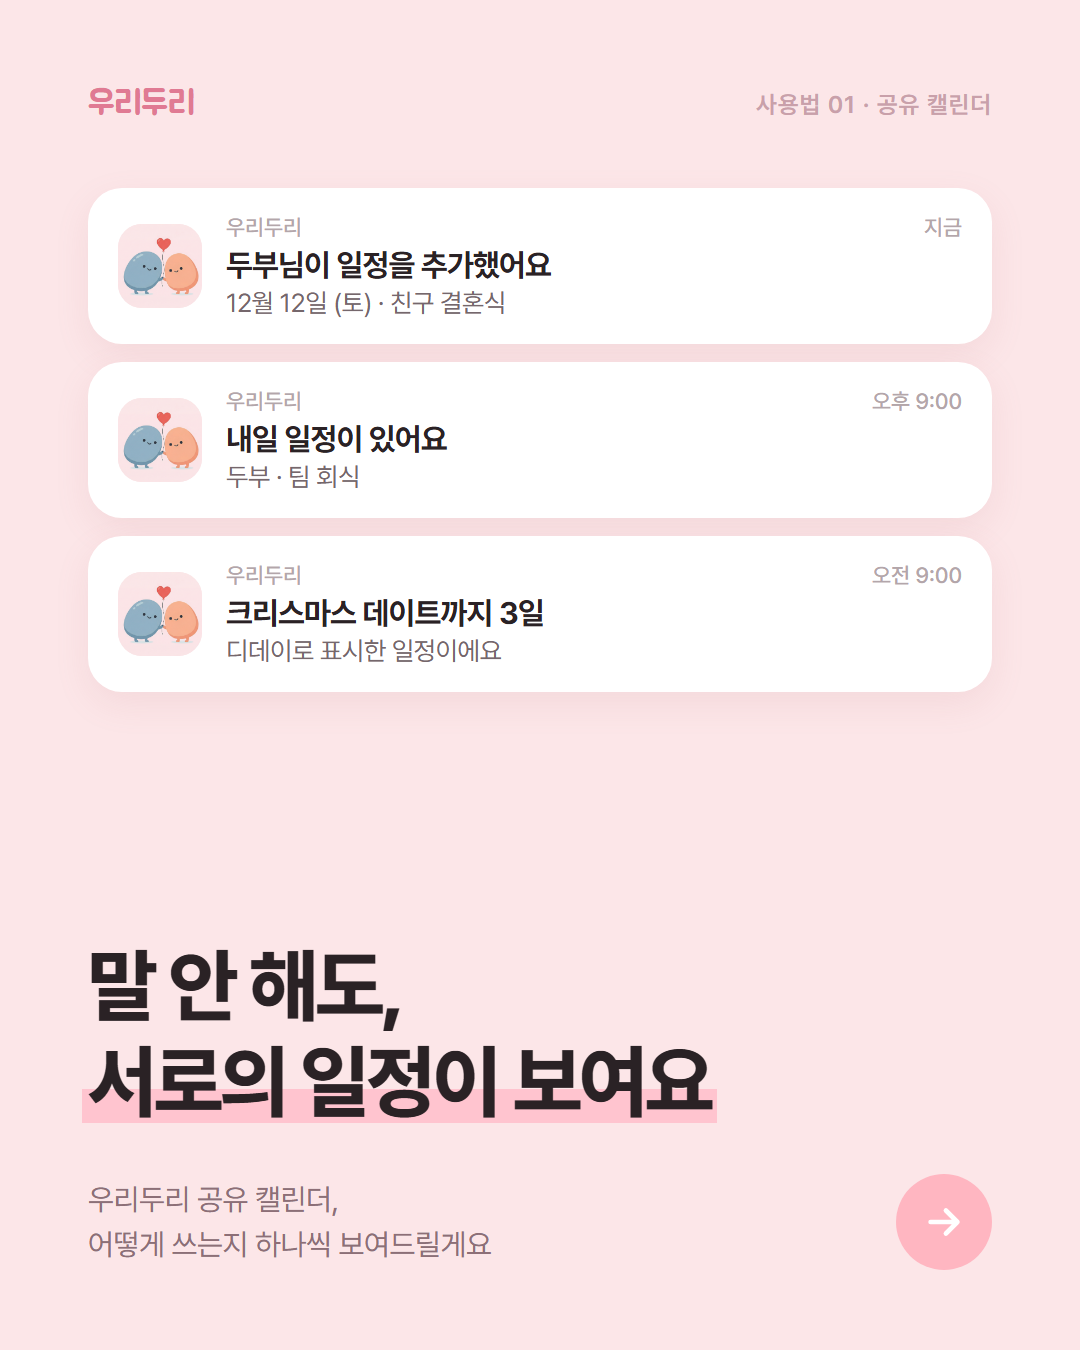 우리두리
사용법 01 · 공유 캘린더
우리두리
지금
두부님이 일정을 추가했어요
12월 12일 (토) · 친구 결혼식
우리두리
오후 9:00
내일 일정이 있어요
두부 · 팀 회식
우리두리
오전 9:00
크리스마스 데이트까지 3일
디데이로 표시한 일정이에요
말 안 해도,
서로의 일정이 보여요
우리두리 공유 캘린더,
어떻게 쓰는지 하나씩 보여드릴게요